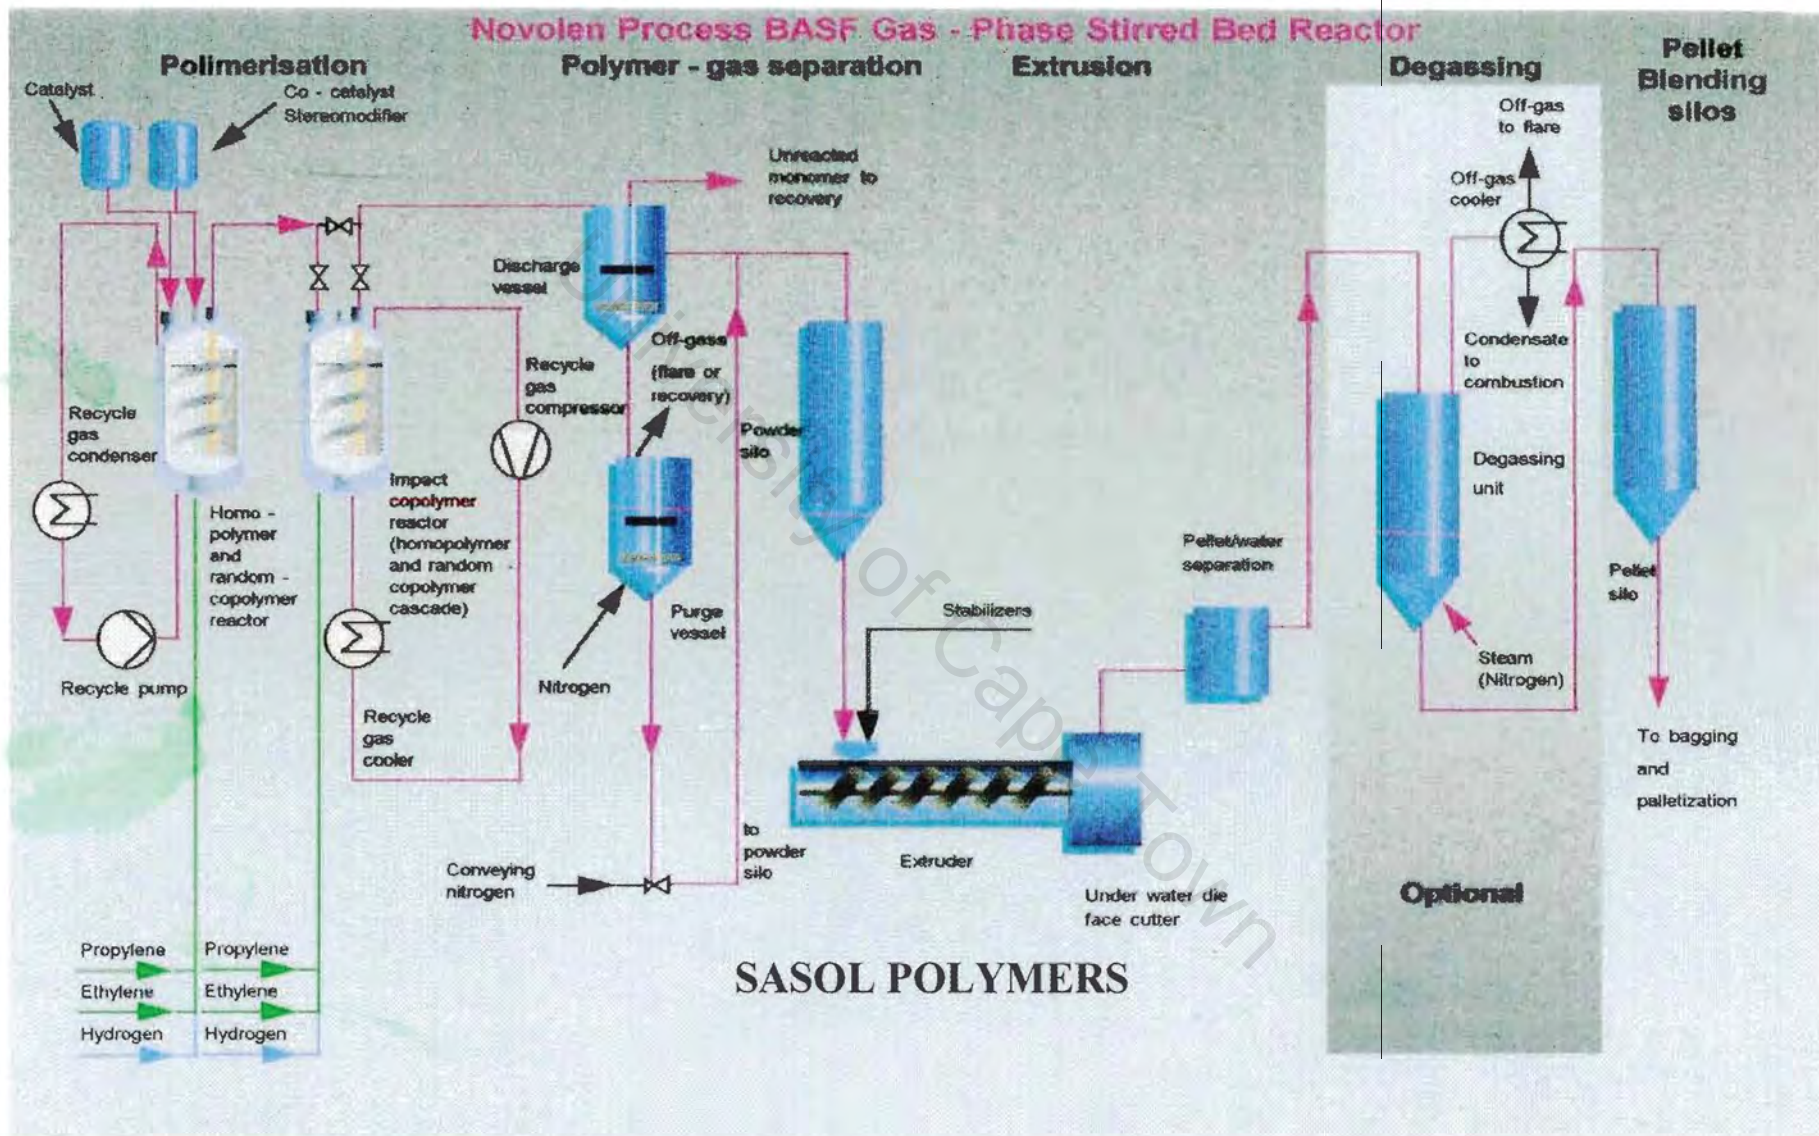 Novolen Process BASF Gas - Phase Stirred Bed Reactor
Polimerisation
Polymer - gas separation
Extrusion
Degassing
Pellet
Blending
silos
Catalyst
Co - catalyst
Stereomodifier
Unreacted
monomer to
recovery
Off-gas
to flare
Off-gas
cooler
Discharge
vessel
Off-gass
(flare or
recovery)
Recycle
gas
compressor
Condensate
to
combustion
Recycle
gas
condenser
Powder
silo
Degassing
unit
Impact
copolymer
reactor
(homopolymer
and random -
copolymer
cascade)
Homo -
polymer
and
random -
copolymer
reactor
Pellet/water
separation
Pellet
silo
Purge
vessel
Stabilizers
Steam
(Nitrogen)
Nitrogen
Recycle pump
Recycle
gas
cooler
To bagging
and
palletization
to
powder
silo
Extruder
Conveying
nitrogen
Under water die
face cutter
Optional
Propylene
Propylene
Ethylene
Ethylene
Hydrogen
Hydrogen
SASOL POLYMERS
University of Cape Town